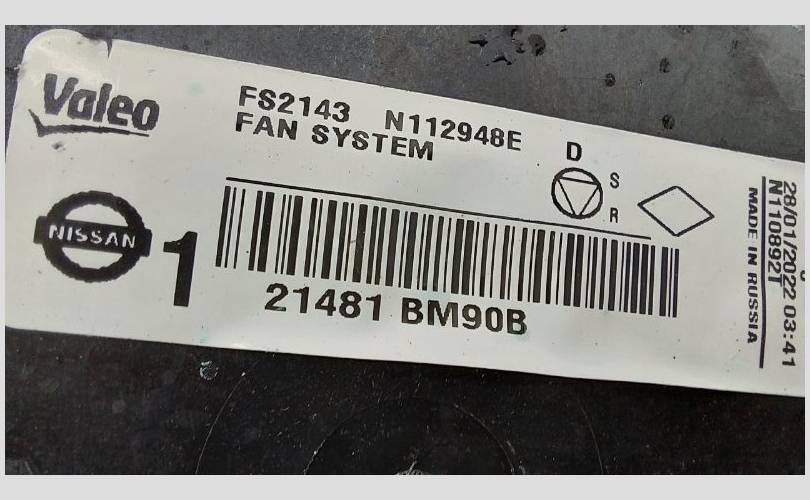 Valeo
FS2143 N112948E
FAN SYSTEM
D
S
R
NISSAN
1
21481 BM90B
28/01/2022 03:41
N110892T
MADE IN RUSSIA